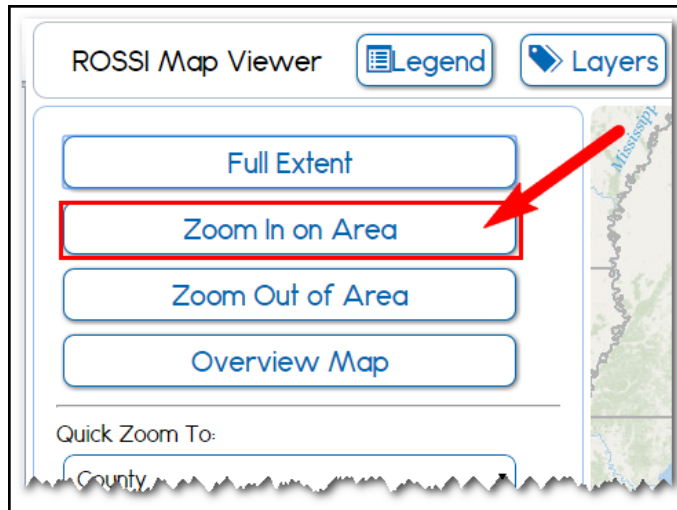 ROSSI Map Viewer Legend Layers
Full Extent
Mississipp
Zoom In on Area
Zoom Out of Area
Overview Map
Quick Zoom To:
County